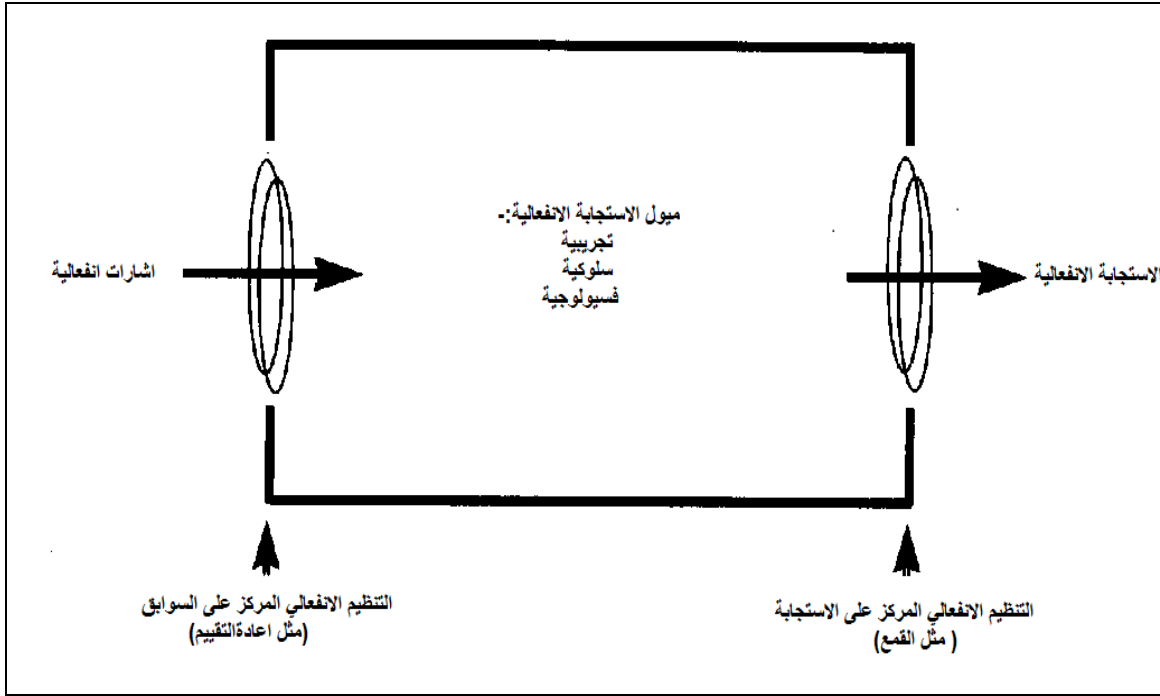 ميول الاستجابة الانفعالية:-
تجريبية
سلوكية
فسيولوجية
اشارات انفعالية
الاستجابة الانفعالية
التنظيم الانفعالي المركز على السوابق
(مثل اعادةالتقييم)
التنظيم الانفعالي المركز على الاستجابة
( مثل القمع)